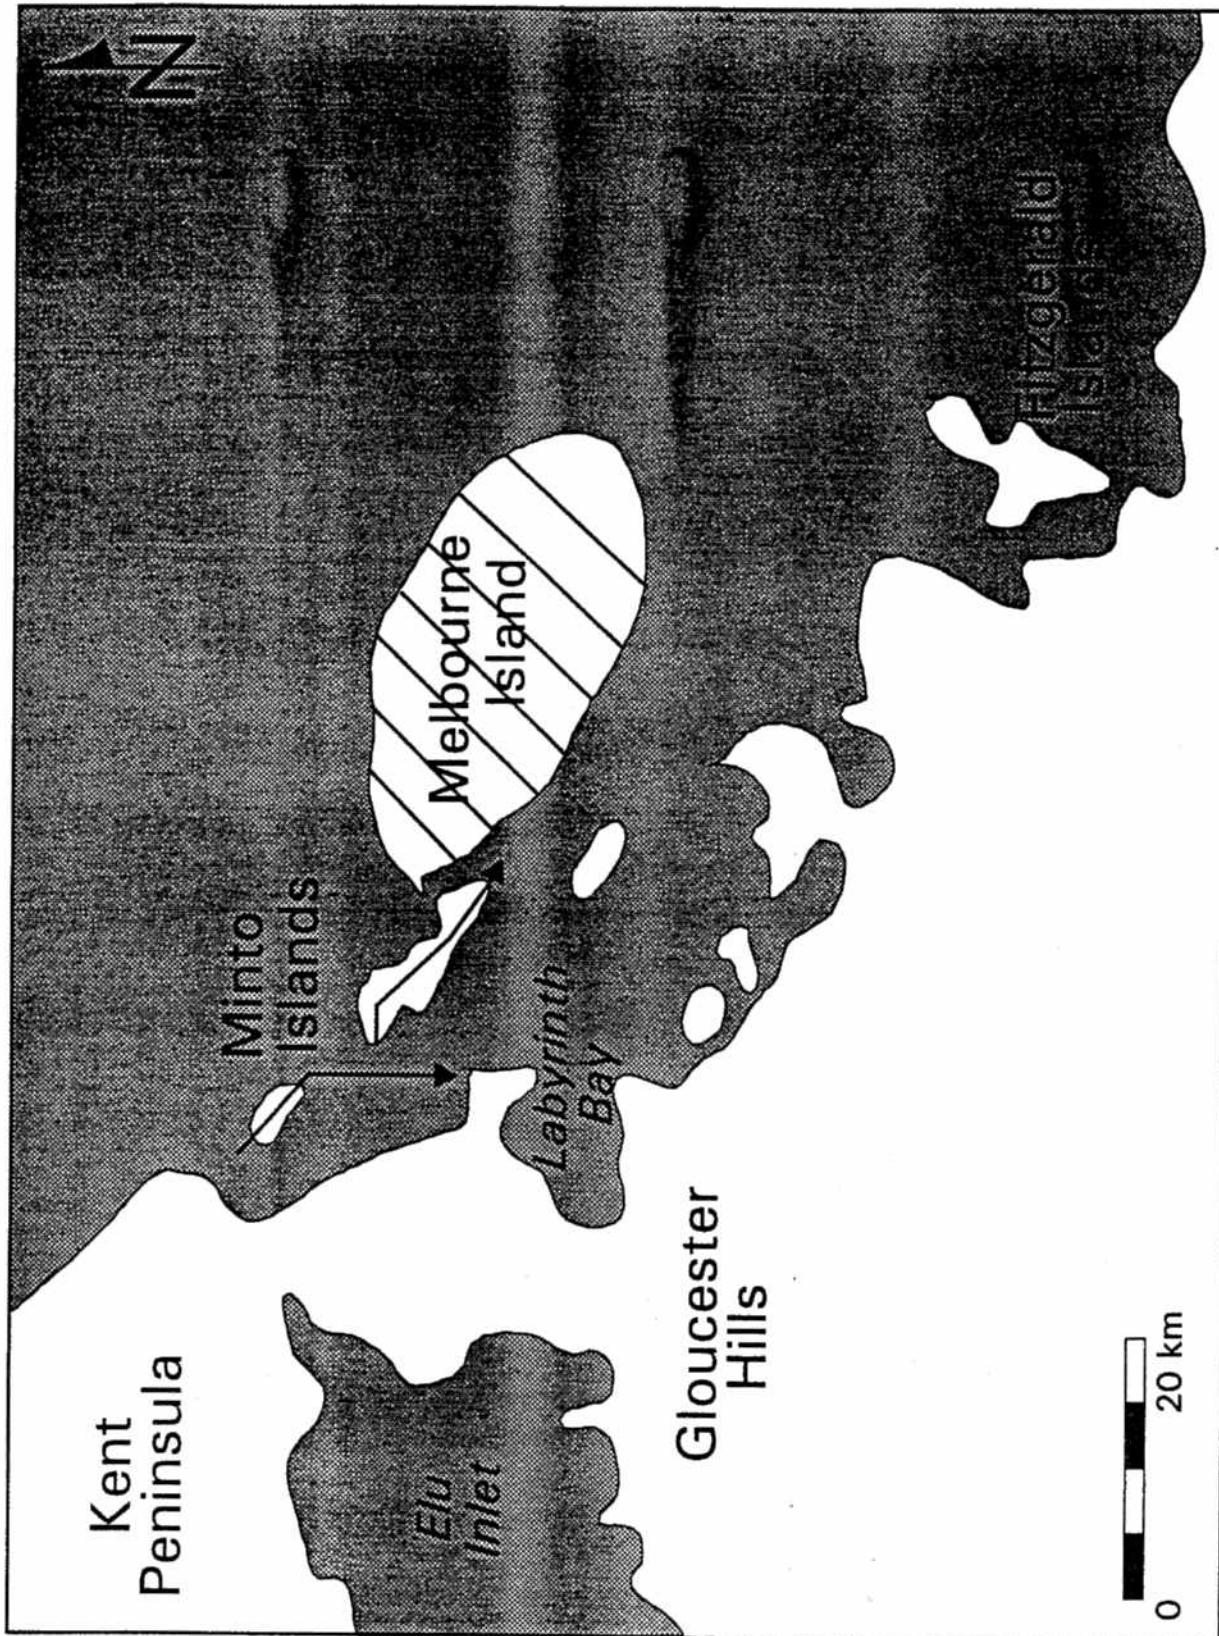 N
Kent
Peninsula
Minto
Islands
Melbourne
Island
Elu
Inlet
Labyrinth
Bay
Gloucester
Hills
Fitzgerald
Islands
0
20 km